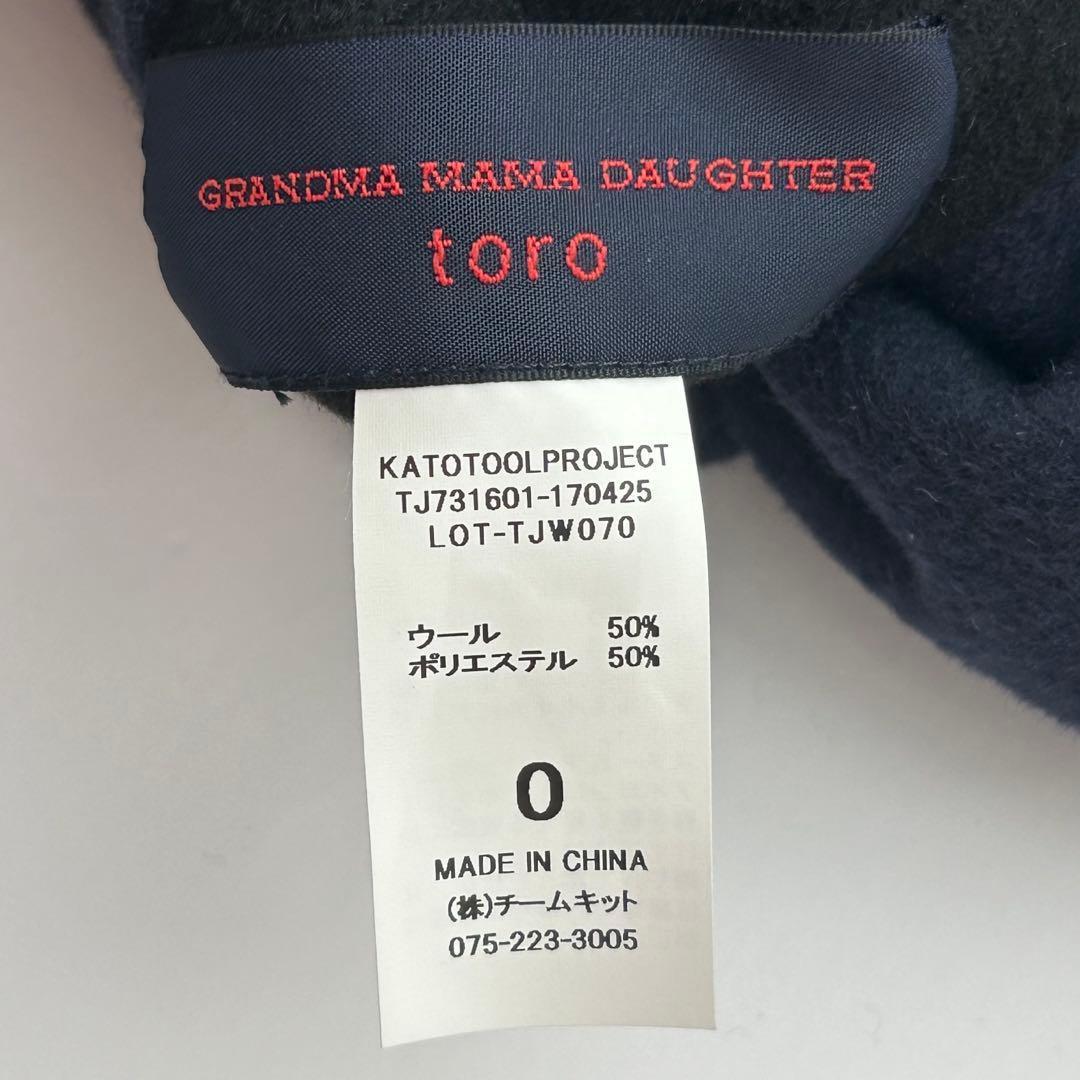 GRANDMA MAMA DAUGHTER
toro
KATOTOOLPROJECT
TJ731601-170425
LOT-TJW070
ウール 50%
ポリエステル 50%
0
MADE IN CHINA
(株)チームキット
075-223-3005